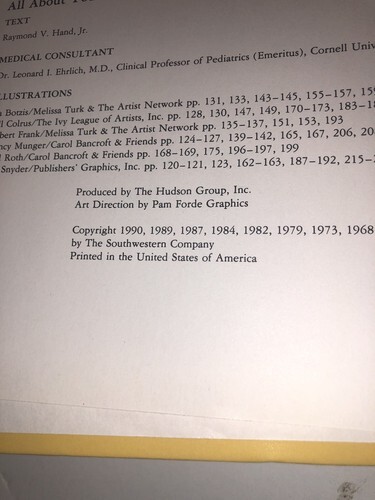 All About
TEXT
Raymond V. Hand, Jr.
MEDICAL CONSULTANT
Dr. Leonard I. Ehrlich, M.D., Clinical Professor of Pediatrics (Emeritus), Cornell
ILLUSTRATIONS
Botzis/Melissa Turk & The Artist Network pp. 131, 133, 143–145, 155–157,
Colrus/The Ivy League of Artists, Inc. pp. 128, 130, 147, 149, 170–173,
Frank/Melissa Turk & The Artist Network pp. 135–137, 151, 153, 193
Munger/Carol Bancroft & Friends pp. 124–127, 139–142, 165, 167, 206,
Roth/Carol Bancroft & Friends pp. 168–169, 175, 196–197, 199
Snyder/Publishers' Graphics, Inc. pp. 120–121, 123, 162–163, 187–192,
Produced by The Hudson Group, Inc.
Art Direction by Pam Forde Graphics
Copyright 1990, 1989, 1987, 1984, 1982, 1979, 1973, 1968
by The Southwestern Company
Printed in the United States of America